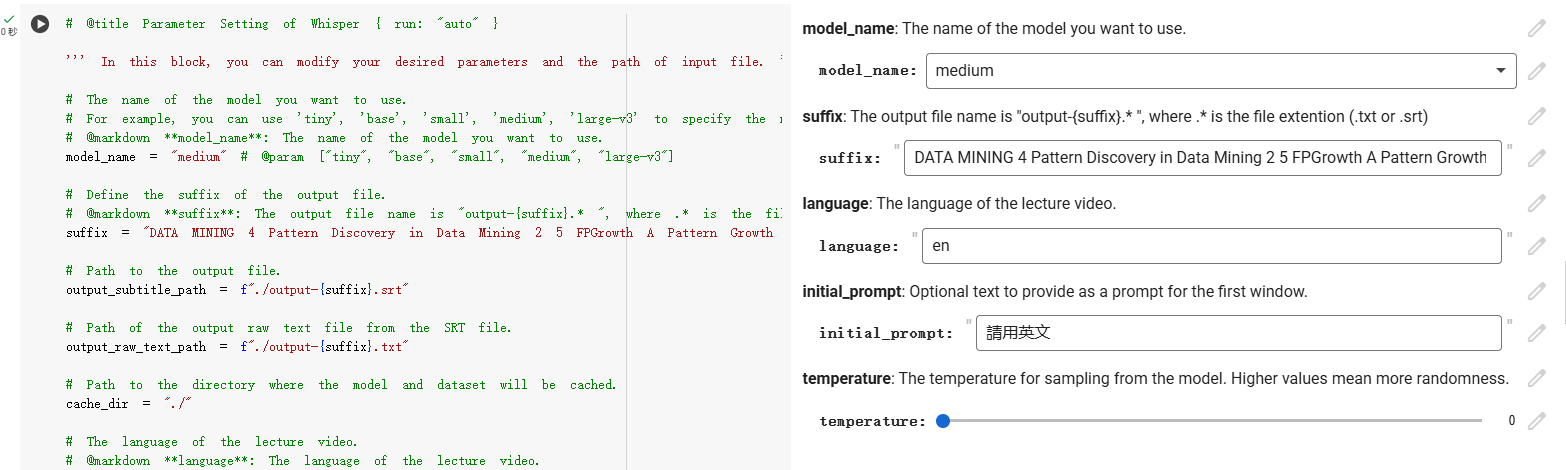 0 秒
# @title Parameter Setting of Whisper { run: "auto" }
''' In this block, you can modify your desired parameters and the path of input file.
# The name of the model you want to use.
# For example, you can use 'tiny', 'base', 'small', 'medium', 'large-v3' to specify the
# @markdown **model_name**: The name of the model you want to use.
model_name = "medium" # @param ["tiny", "base", "small", "medium", "large-v3"]
# Define the suffix of the output file.
# @markdown **suffix**: The output file name is "output-{suffix}.* ", where .* is the
suffix = "DATA MINING 4 Pattern Discovery in Data Mining 2 5 FPGrowth A Pattern Growth
# Path to the output file.
output_subtitle_path = f"./output-{suffix}.srt"
# Path of the output raw text file from the SRT file.
output_raw_text_path = f"./output-{suffix}.txt"
# Path to the directory where the model and dataset will be cached.
cache_dir = "./"
# The language of the lecture video.
# @markdown **language**: The language of the lecture video.
model_name: The name of the model you want to use.
model_name: medium
suffix: The output file name is "output-{suffix}.* ", where .* is the file extention (.txt or .srt)
suffix: " DATA MINING 4 Pattern Discovery in Data Mining 2 5 FPGrowth A Pattern Growth "
language: The language of the lecture video.
language: " en "
initial_prompt: Optional text to provide as a prompt for the first window.
initial_prompt: " 請用英文 "
temperature: The temperature for sampling from the model. Higher values mean more randomness.
temperature: 0